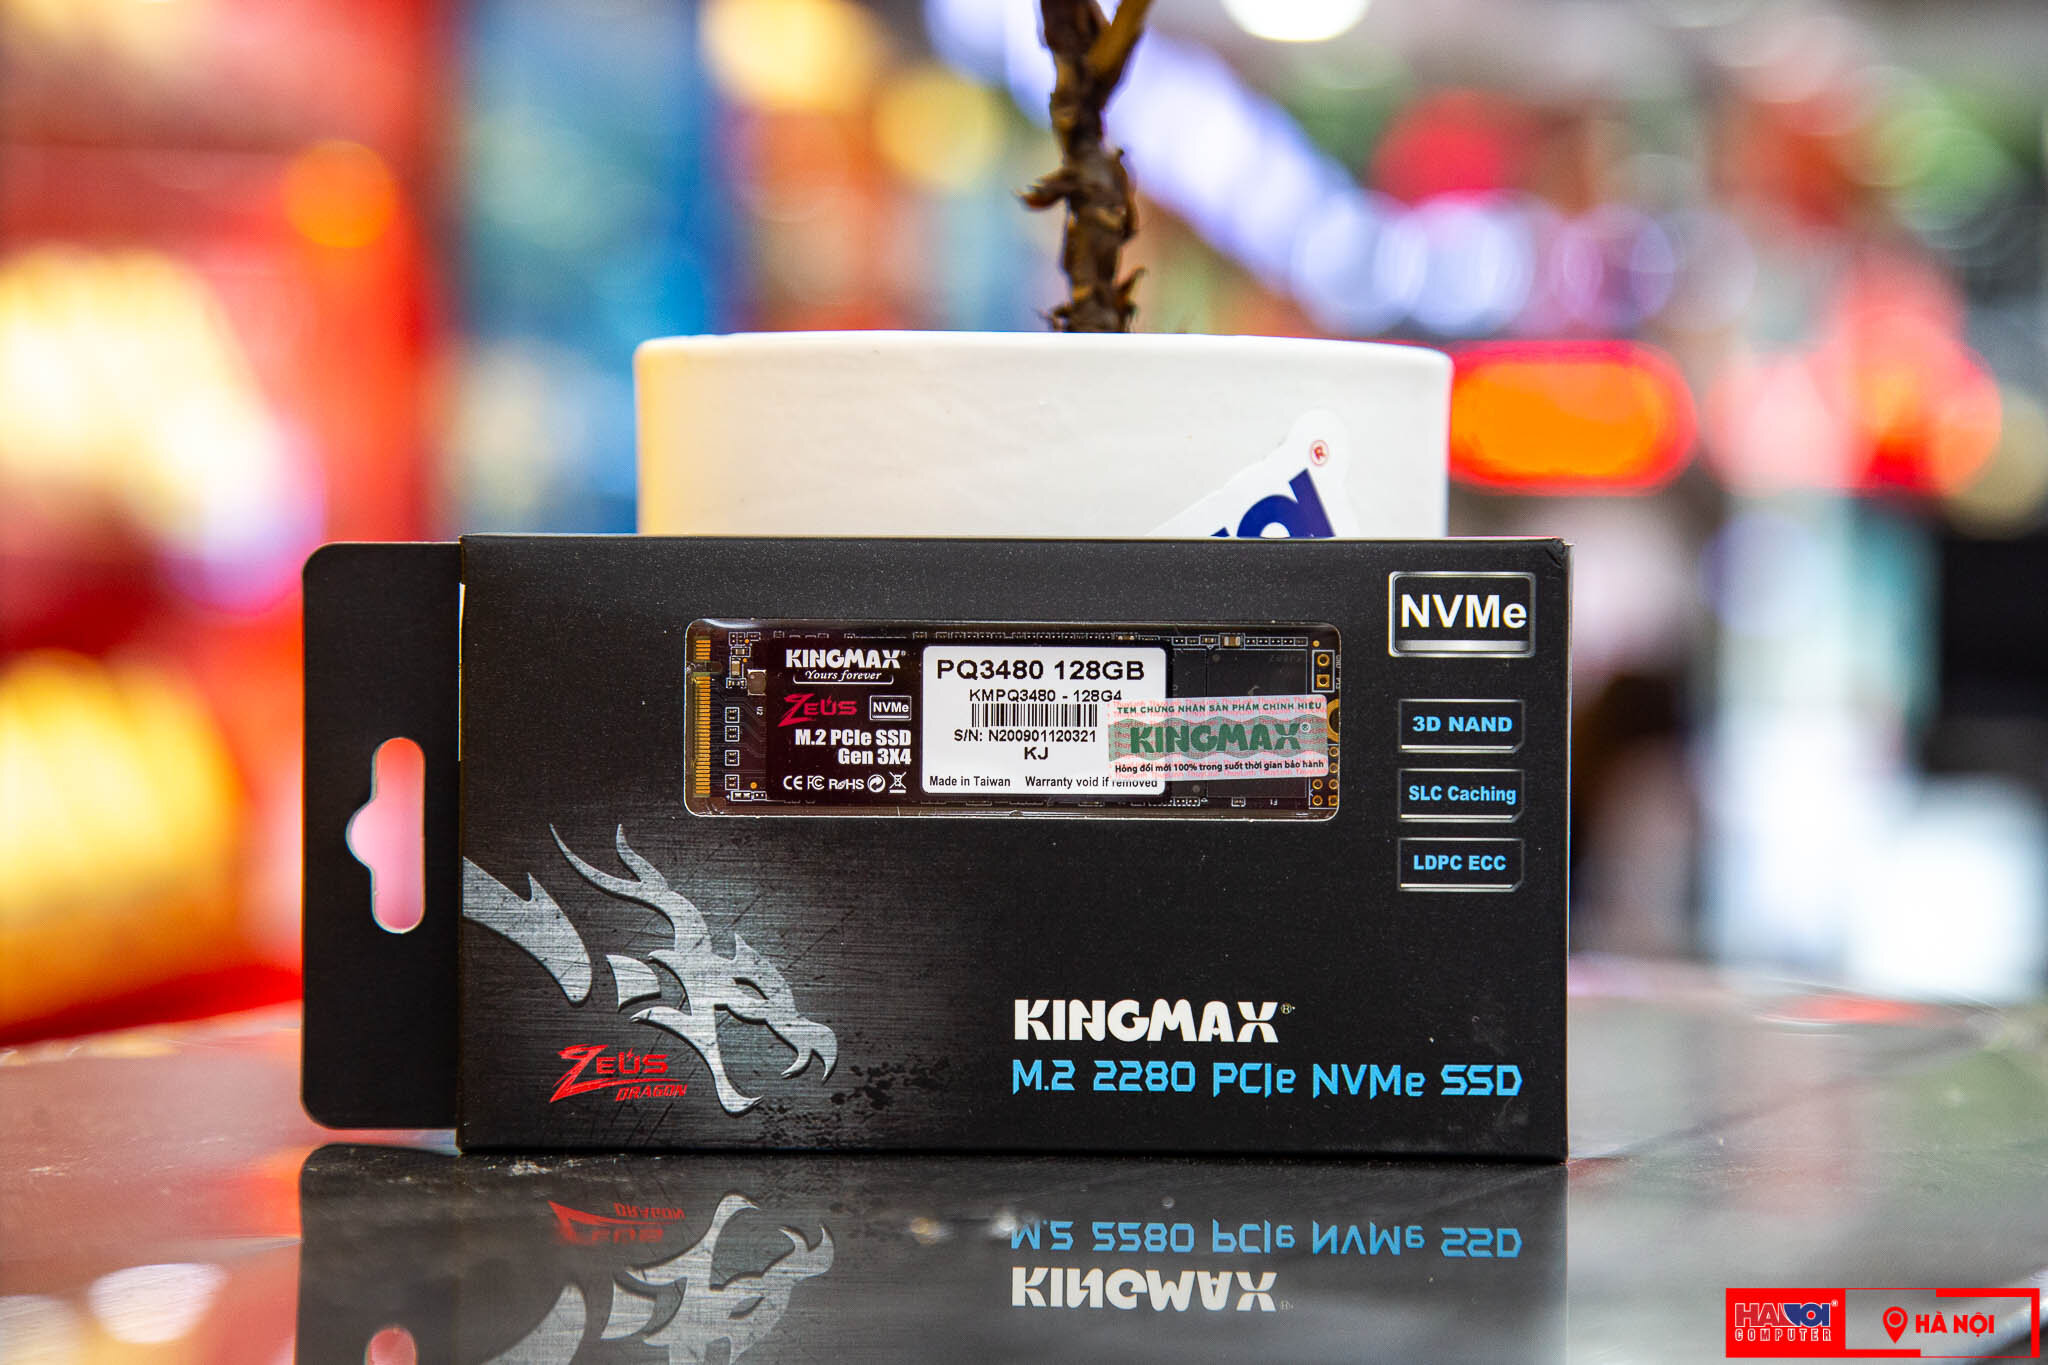 R
NVMe
KINGMAX®
Yours forever
ZEUS NVMe
M.2 PCIe SSD
Gen 3X4
CE FC RoHS
PQ3480 128GB
KMPQ3480 - 128G4
S/N: N200901120321
KJ
Made in Taiwan Warranty void if removed
TEM CHỨNG NHẬN SẢN PHẨM CHÍNH HIỆU
KINGMAX®
Hỏng đổi mới 100% trong suốt thời gian bảo hành
3D NAND
SLC Caching
LDPC ECC
ZEUS
DRAGON
KINGMAX®
M.2 2280 PCIe NVMe SSD
HANOI®
COMPUTER
HÀ NỘI